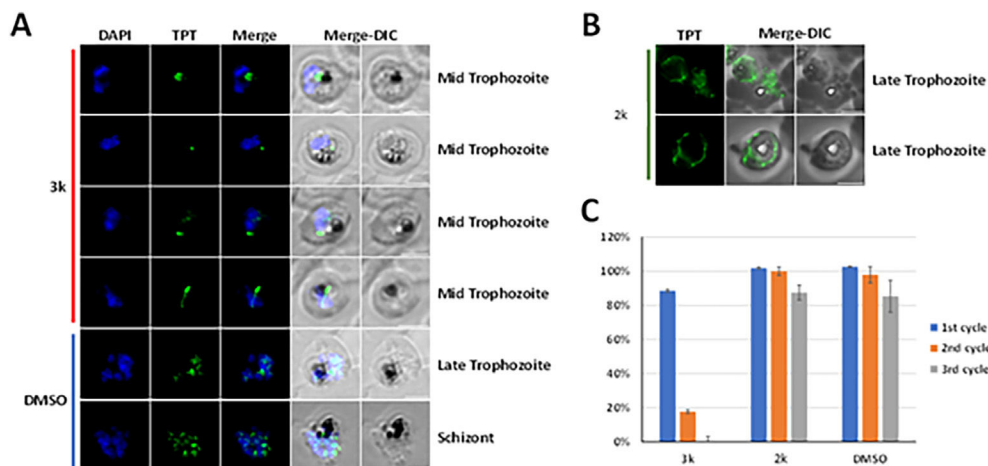 A
DAPI TPT Merge Merge-DIC
Mid Trophozoite
Mid Trophozoite
3k
Mid Trophozoite
Mid Trophozoite
Late Trophozoite
DMSO
Schizont
B
TPT Merge-DIC
Late Trophozoite
2k
Late Trophozoite
C
120%
100%
80%
60%
40%
20%
0%
3k 2k DMSO
1st cycle
2nd cycle
3rd cycle